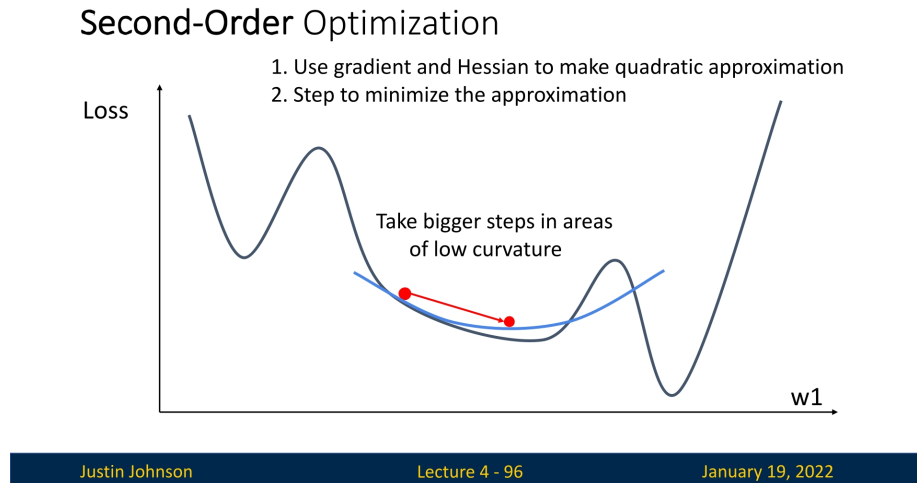 Second-Order Optimization
1. Use gradient and Hessian to make quadratic approximation
2. Step to minimize the approximation
Loss
Take bigger steps in areas
of low curvature
w1
Justin Johnson
Lecture 4 - 96
January 19, 2022